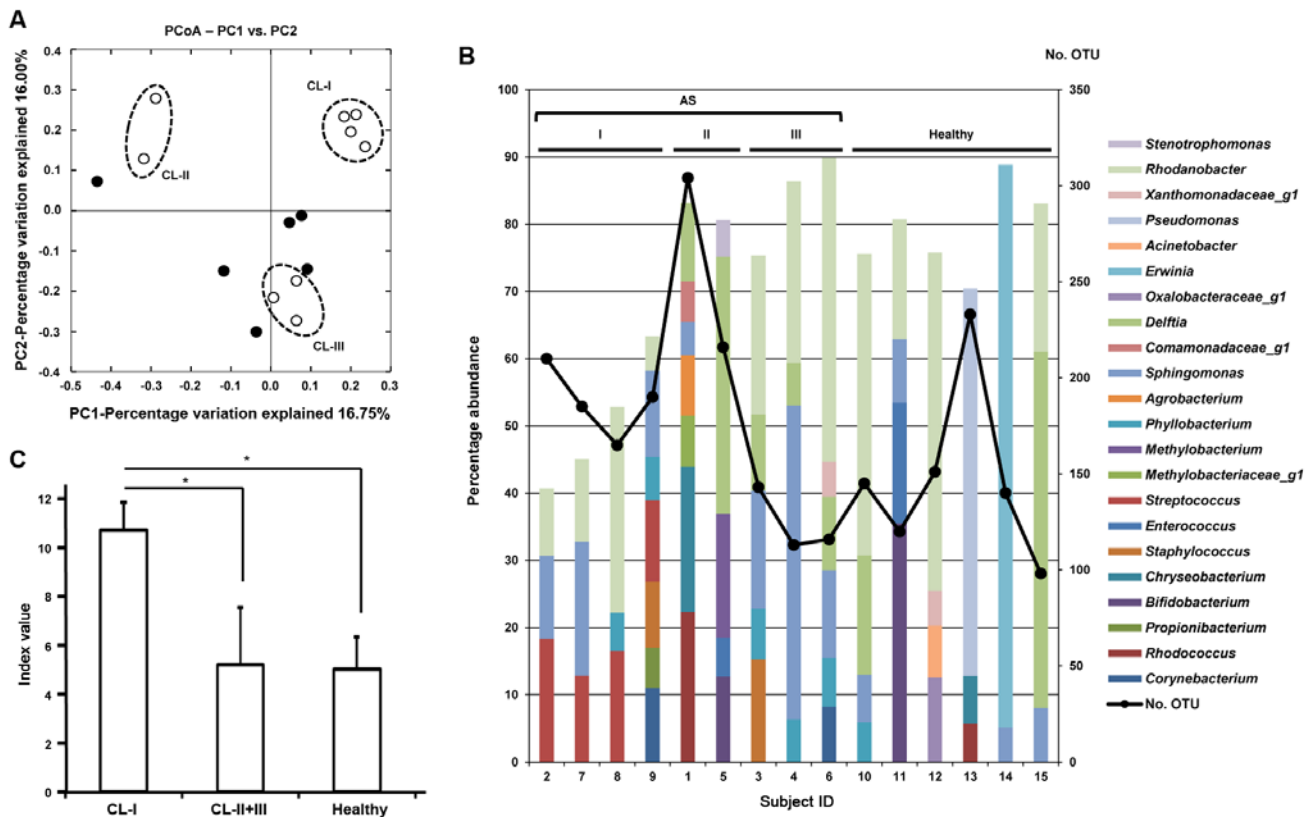 A
PCoA – PC1 vs. PC2
PC2-Percentage variation explained 16.00%
0.4
0.3
0.2
0.1
0.0
-0.1
-0.2
-0.3
-0.4
CL-I
CL-II
CL-III
-0.5 -0.4 -0.3 -0.2 -0.1 0.0 0.1 0.2 0.3
PC1-Percentage variation explained 16.75%
B
No. OTU
Percentage abundance
100
90
80
70
60
50
40
30
20
10
0
AS
I II III Healthy
350
300
250
200
150
100
50
0
2 7 8 9 1 5 3 4 6 10 11 12 13 14 15
Subject ID
Stenotrophomonas
Rhodanobacter
Xanthomonadaceae_g1
Pseudomonas
Acinetobacter
Erwinia
Oxalobacteraceae_g1
Delftia
Comamonadaceae_g1
Sphingomonas
Agrobacterium
Phyllobacterium
Methylobacterium
Methylobacteriaceae_g1
Streptococcus
Enterococcus
Staphylococcus
Chryseobacterium
Bifidobacterium
Propionibacterium
Rhodococcus
Corynebacterium
No. OTU
C
Index value
12
10
8
6
4
2
0
*
*
CL-I CL-II+III Healthy